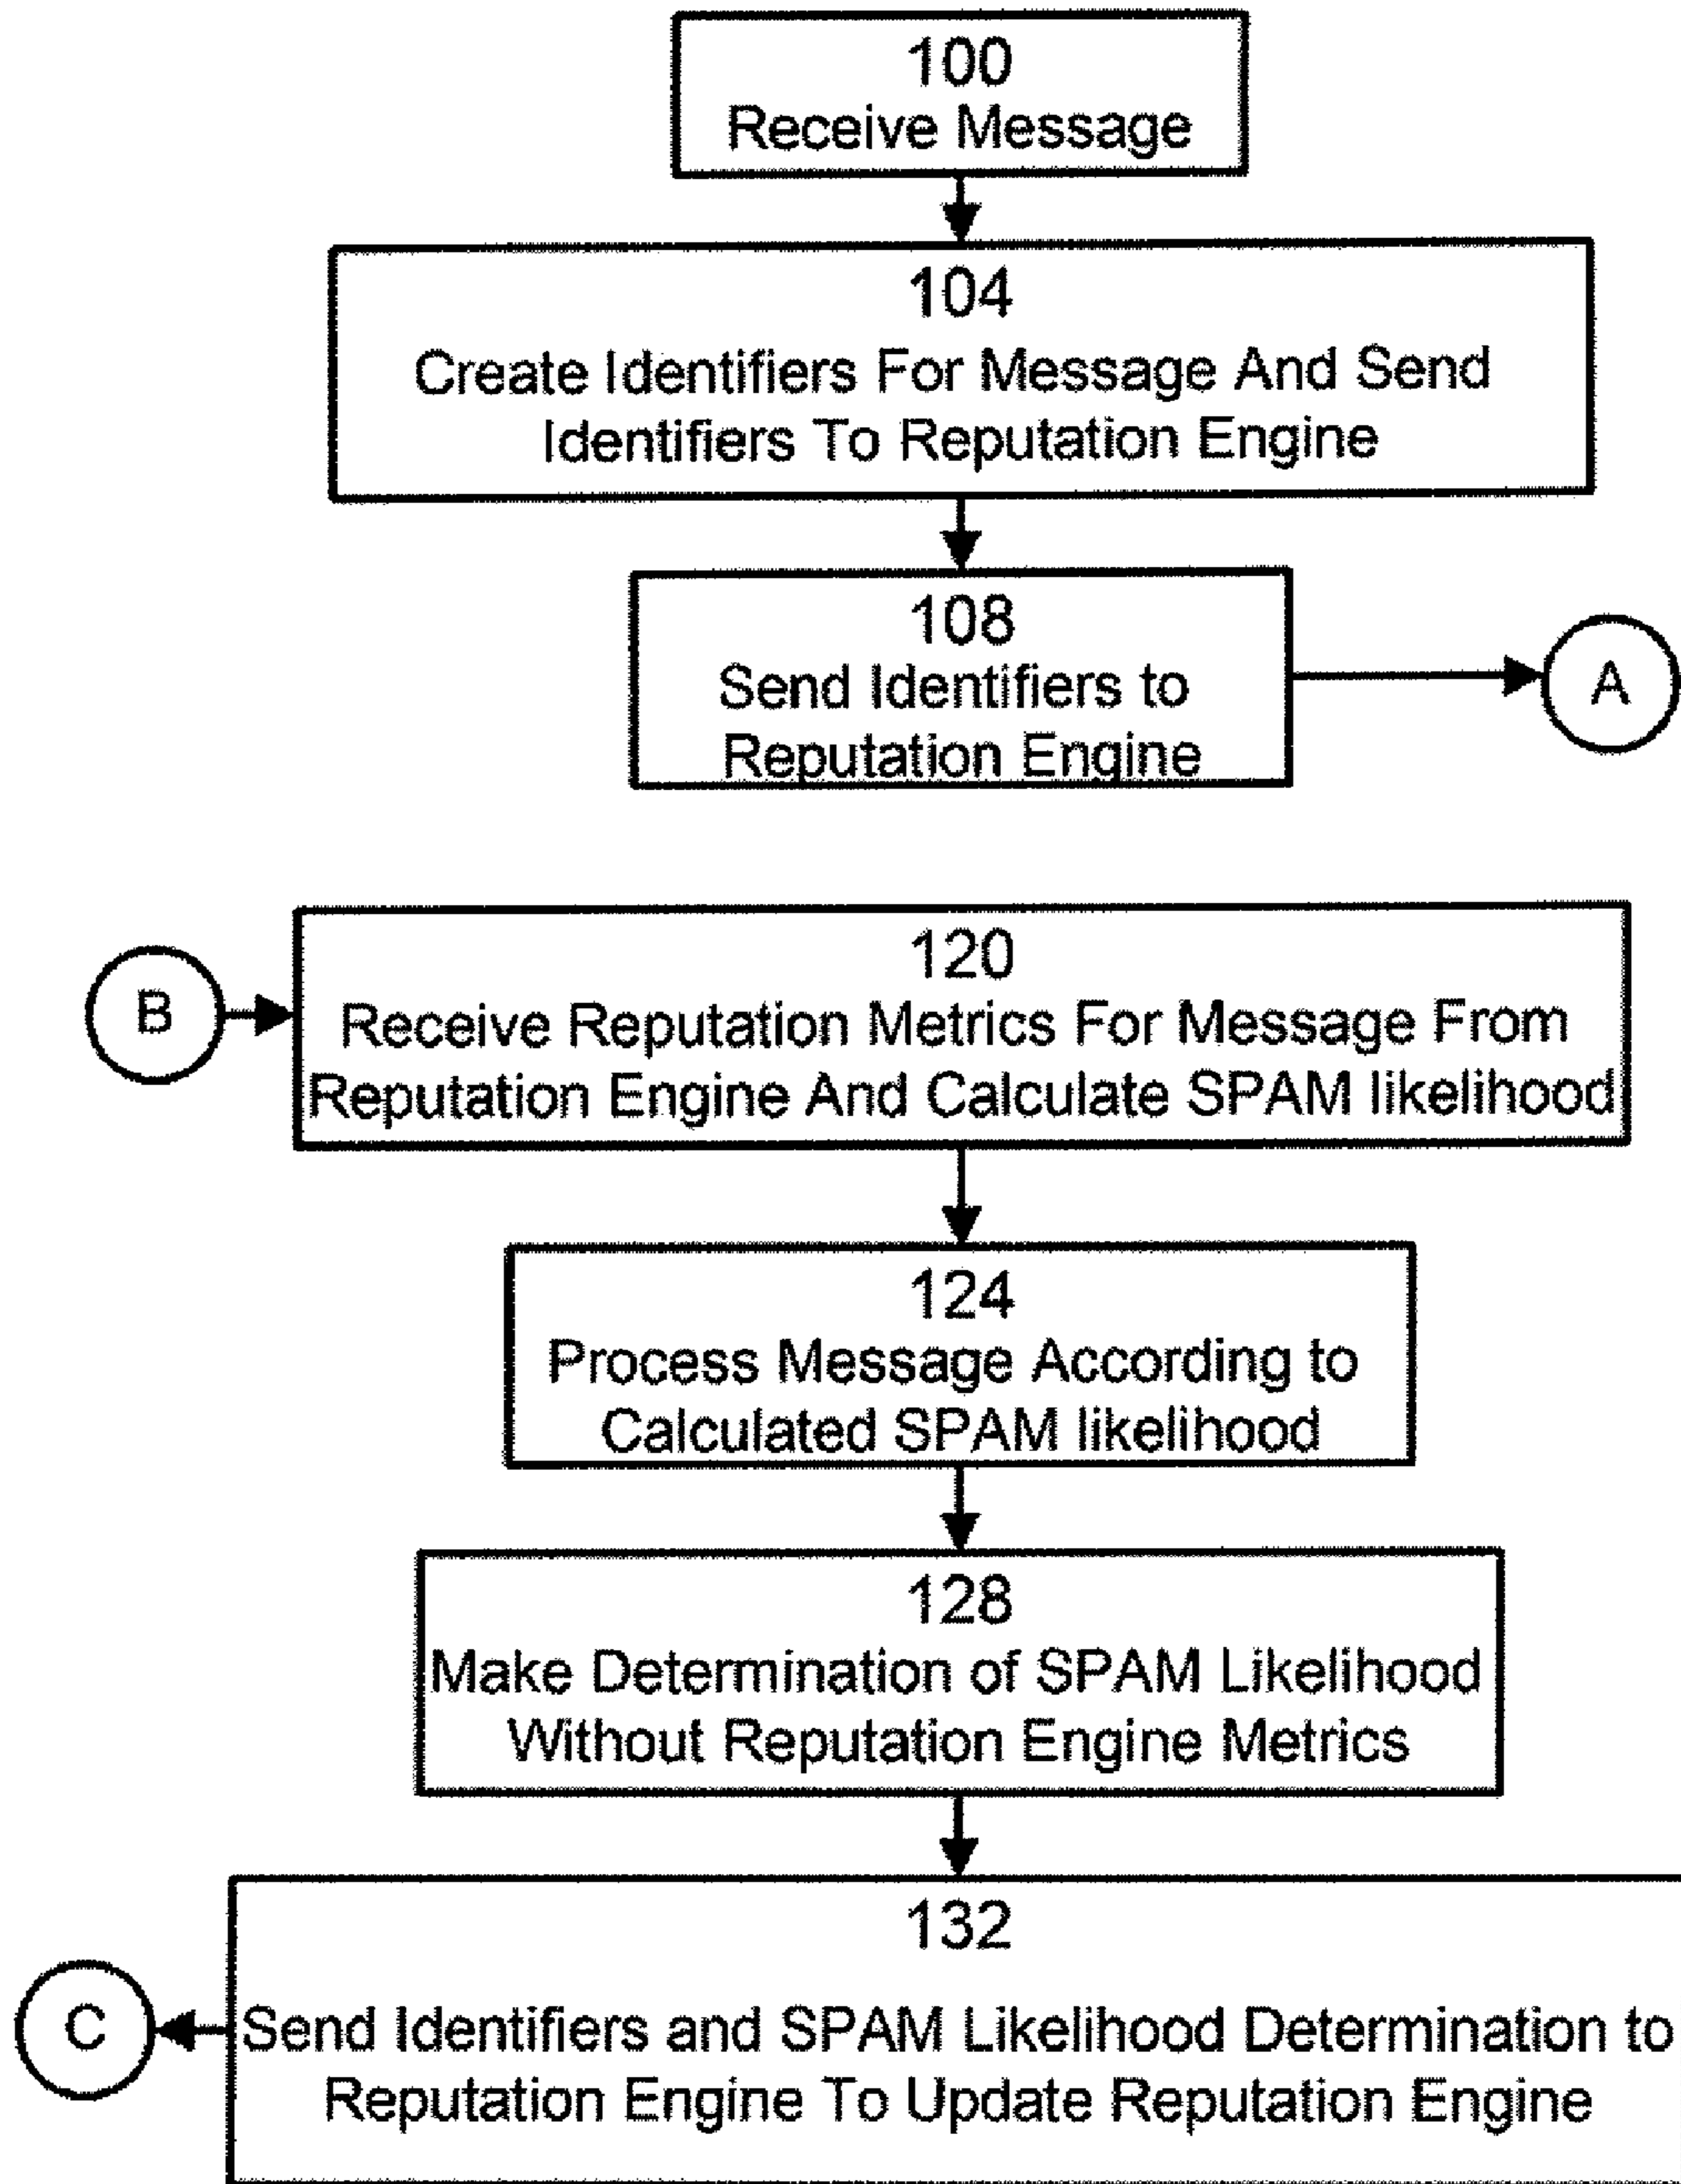 100
Receive Message
104
Create Identifiers For Message And Send
Identifiers To Reputation Engine
108
Send Identifiers to
Reputation Engine
A
B
120
Receive Reputation Metrics For Message From
Reputation Engine And Calculate SPAM likelihood
124
Process Message According to
Calculated SPAM likelihood
128
Make Determination of SPAM Likelihood
Without Reputation Engine Metrics
132
C
Send Identifiers and SPAM Likelihood Determination to
Reputation Engine To Update Reputation Engine